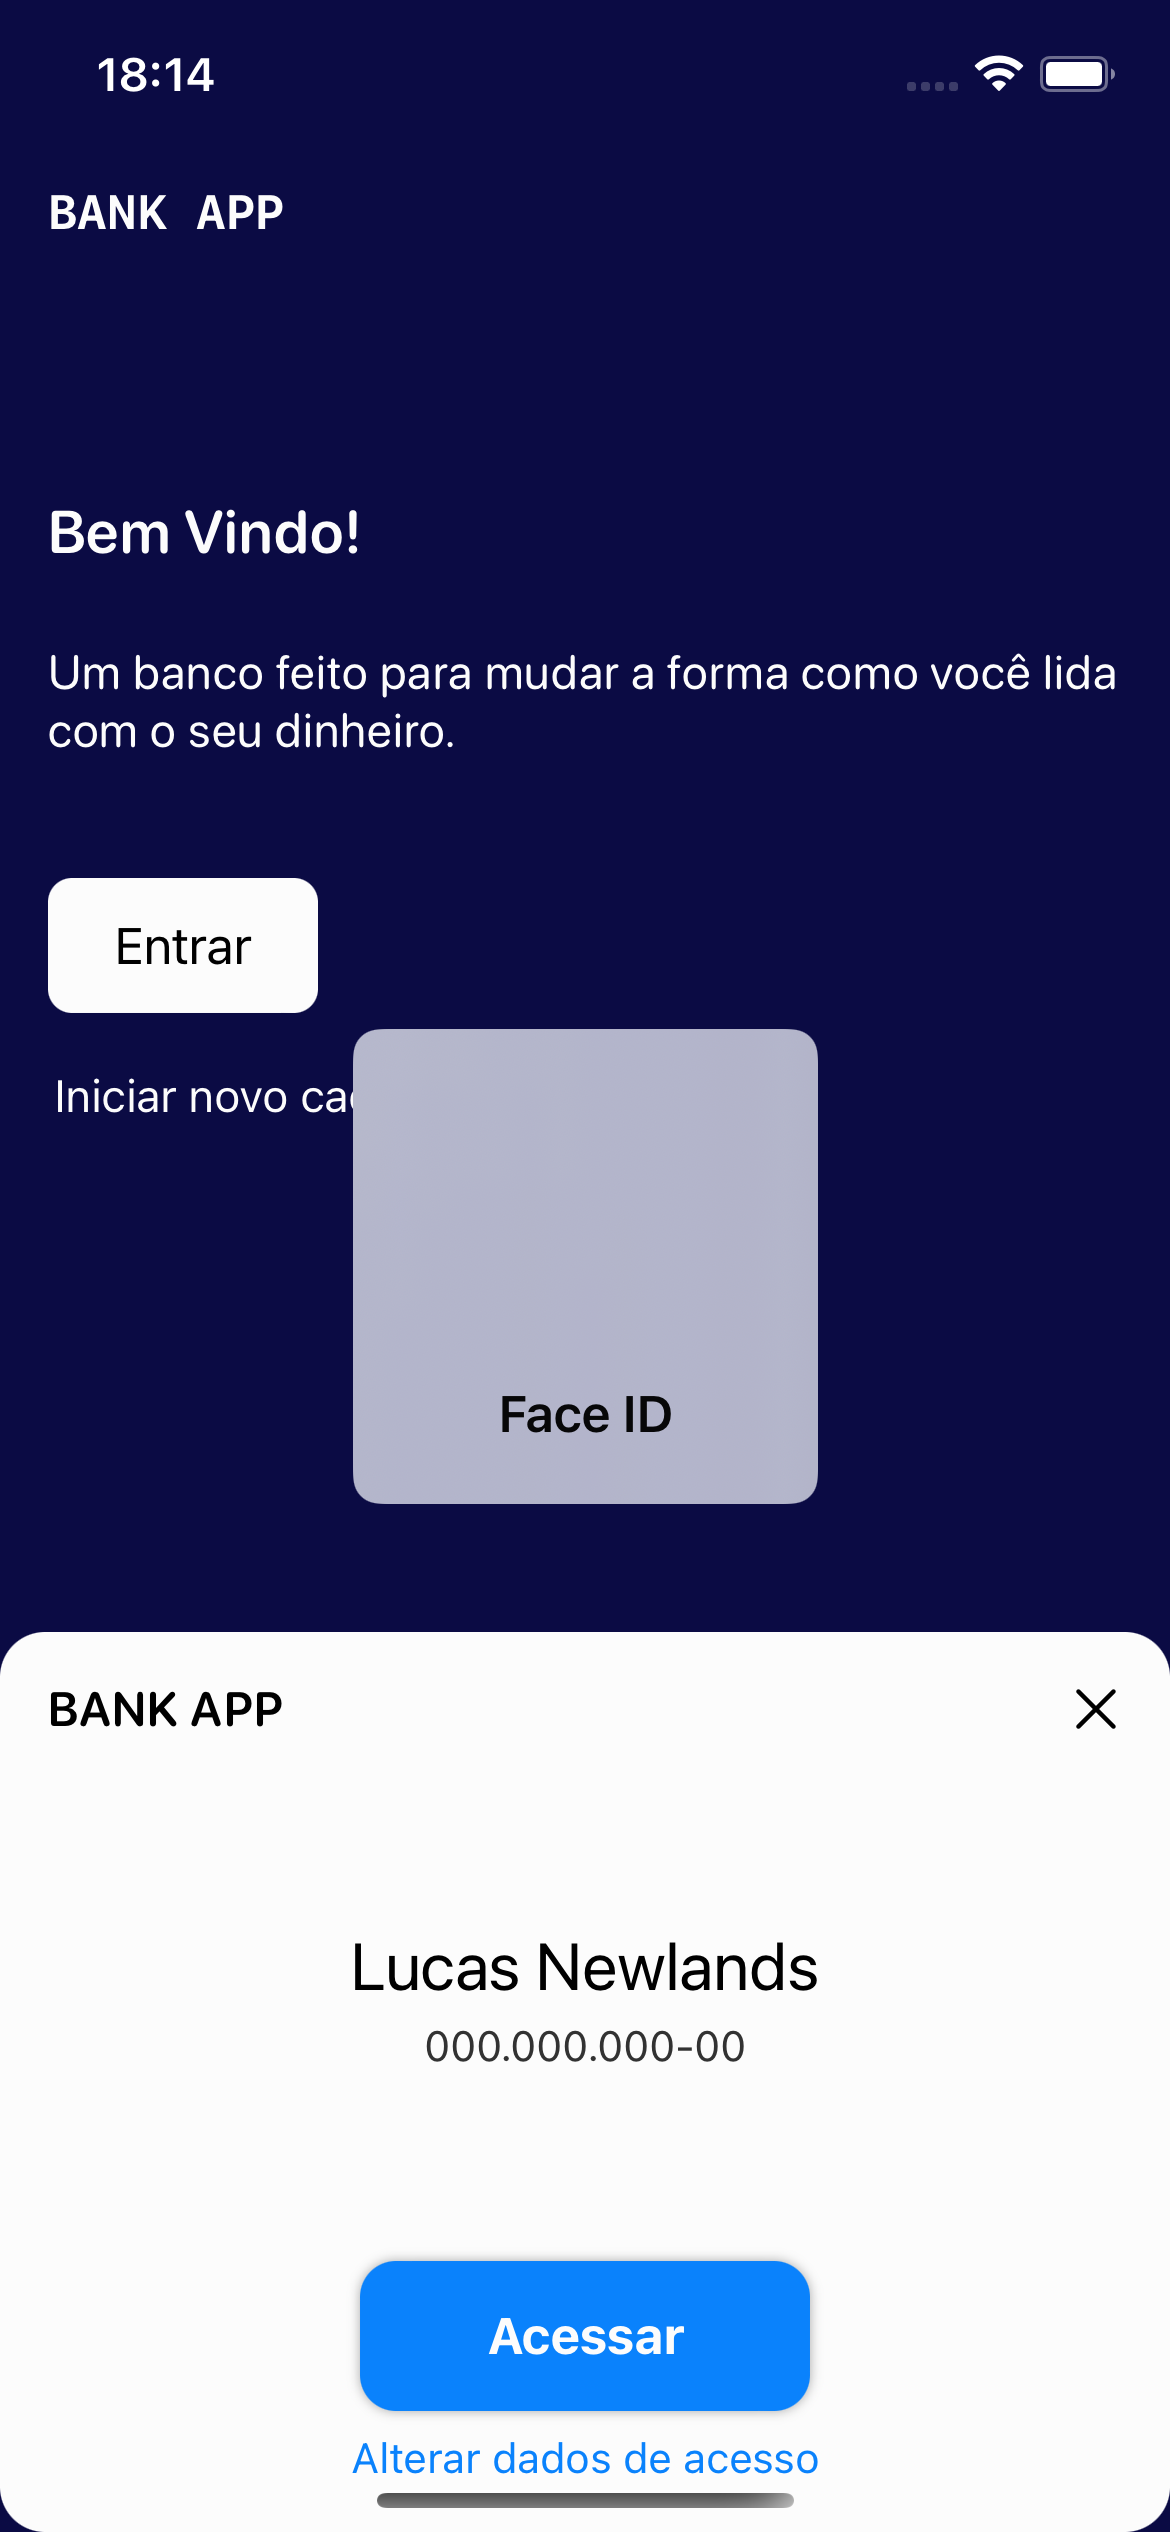 18:14
BANK APP
Bem Vindo!
Um banco feito para mudar a forma como você lida
com o seu dinheiro.
Entrar
Iniciar novo
Face ID
BANK APP
Lucas Newlands
000.000.000-00
Acessar
Alterar dados de acesso